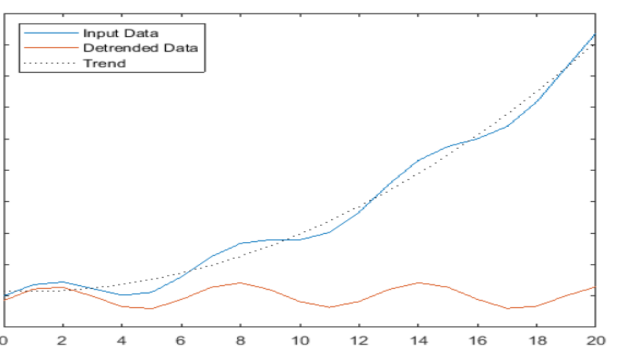 Input Data
Detrended Data
Trend
0 2 4 6 8 10 12 14 16 18 20